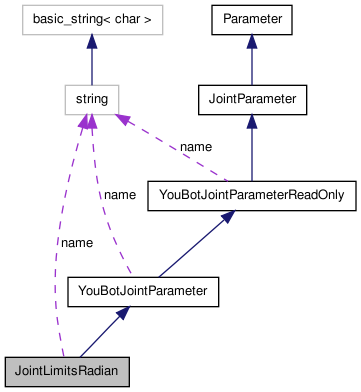 basic_string< char >
Parameter
string
JointParameter
name
YouBotJointParameterReadOnly
name
name
YouBotJointParameter
JointLimitsRadian